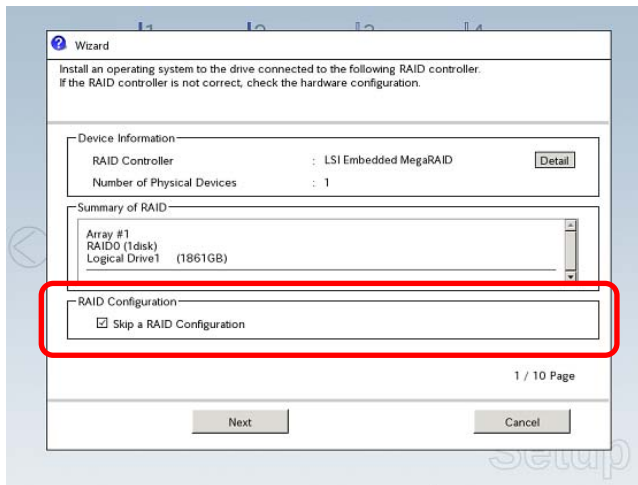 Wizard
Install an operating system to the drive connected to the following RAID controller.
If the RAID controller is not correct, check the hardware configuration.
Device Information
RAID Controller : LSI Embedded MegaRAID Detail
Number of Physical Devices : 1
Summary of RAID
Array #1
RAID0 (1disk)
Logical Drive1 (1861GB)
RAID Configuration
Skip a RAID Configuration
1 / 10 Page
Next Cancel
Setup